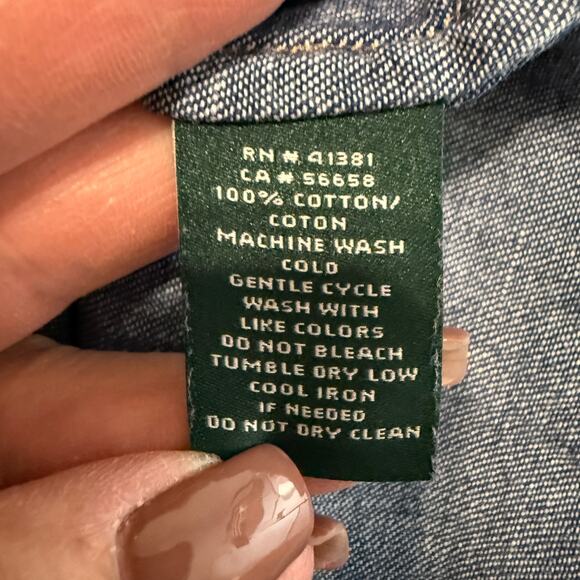 RN # 41381
CA # 56658
100% COTTON/
COTON
MACHINE WASH
COLD
GENTLE CYCLE
WASH WITH
LIKE COLORS
DO NOT BLEACH
TUMBLE DRY LOW
COOL IRON
IF NEEDED
DO NOT DRY CLEAN